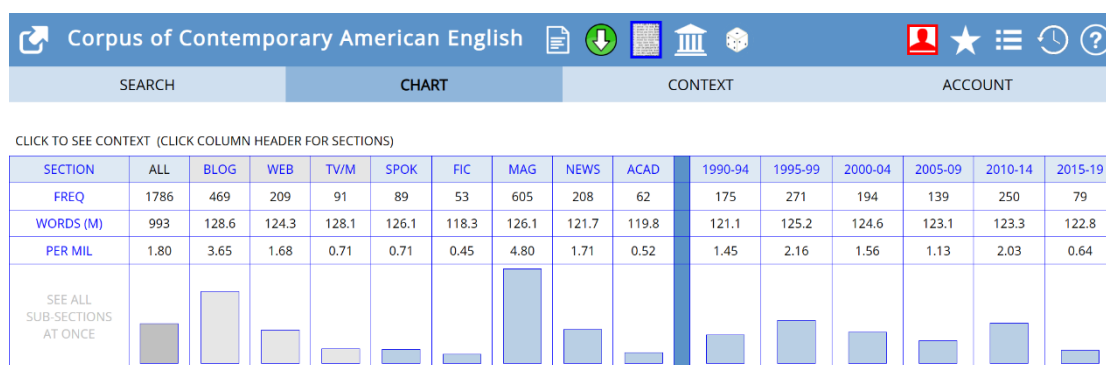 Corpus of Contemporary American English
SEARCH CHART CONTEXT ACCOUNT
CLICK TO SEE CONTEXT (CLICK COLUMN HEADER FOR SECTIONS)
SECTION ALL BLOG WEB TV/M SPOK FIC MAG NEWS ACAD 1990-94 1995-99 2000-04 2005-09 2010-14 2015-19
FREQ 1786 469 209 91 89 53 605 208 62 175 271 194 139 250 79
WORDS (M) 993 128.6 124.3 128.1 126.1 118.3 126.1 121.7 119.8 121.1 125.2 124.6 123.1 123.3 122.8
PER MIL 1.80 3.65 1.68 0.71 0.71 0.45 4.80 1.71 0.52 1.45 2.16 1.56 1.13 2.03 0.64
SEE ALL
SUB-SECTIONS
AT ONCE